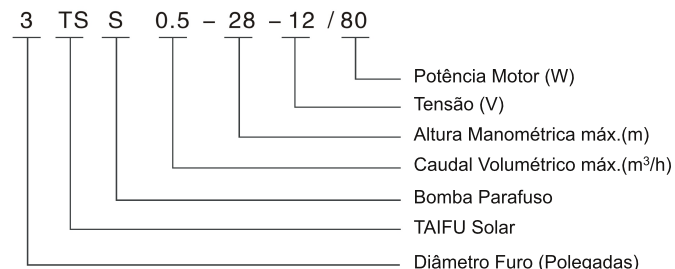 3 TS S 0.5 - 28 - 12 / 80
Potência Motor (W)
Tensão (V)
Altura Manométrica máx.(m)
Caudal Volumétrico máx.(m³/h)
Bomba Parafuso
TAIFU Solar
Diâmetro Furo (Polegadas)